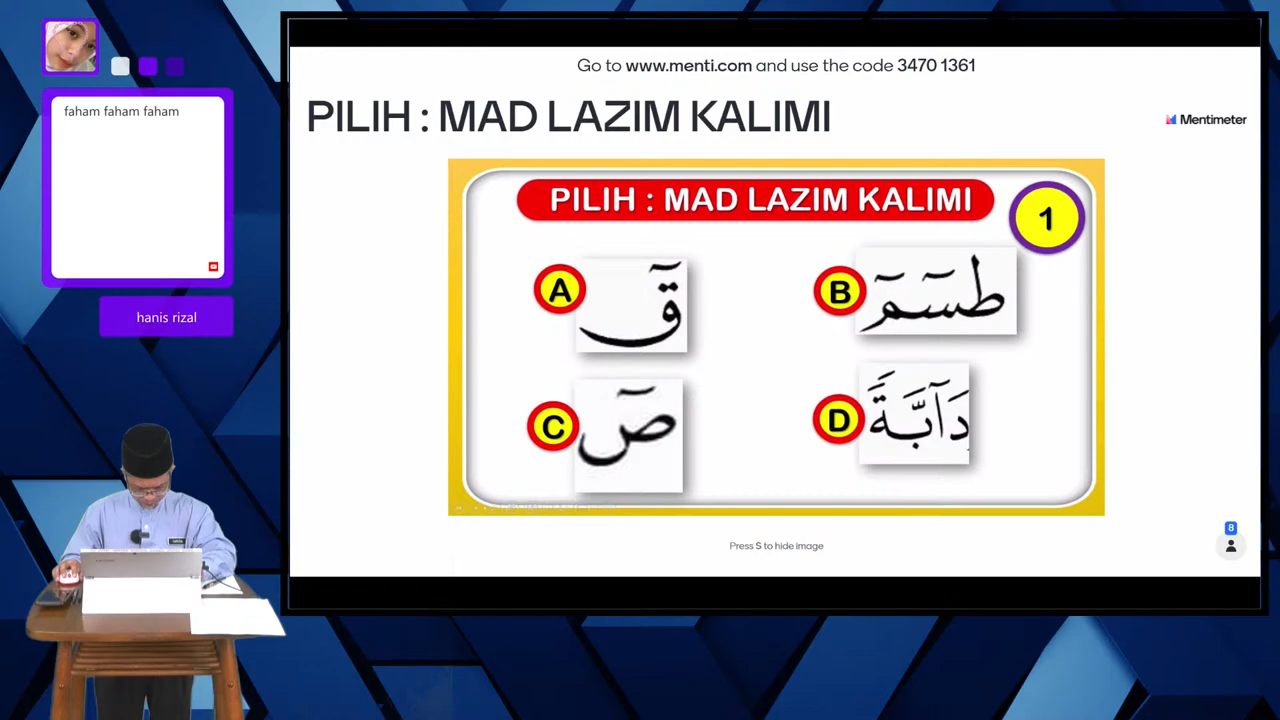 faham faham faham
hanis rizal
Go to www.menti.com and use the code 3470 1361
PILIH : MAD LAZIM KALIMI
Mentimeter
PILIH : MAD LAZIM KALIMI
1
A
قٓ
B
طسٓمٓ
C
صٓ
D
دَآبَّةً
Press S to hide image
8